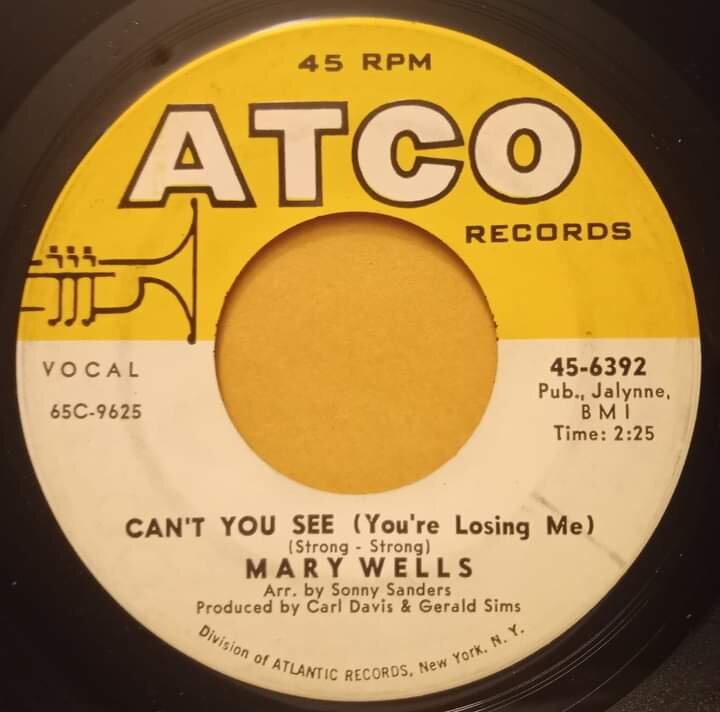 45 RPM
ATCO
RECORDS
VOCAL
65C-9625
45-6392
Pub., Jalynne,
BMI
Time: 2:25
CAN'T YOU SEE (You're Losing Me)
(Strong - Strong)
MARY WELLS
Arr. by Sonny Sanders
Produced by Carl Davis & Gerald Sims
Division of ATLANTIC RECORDS, New York, N. Y.